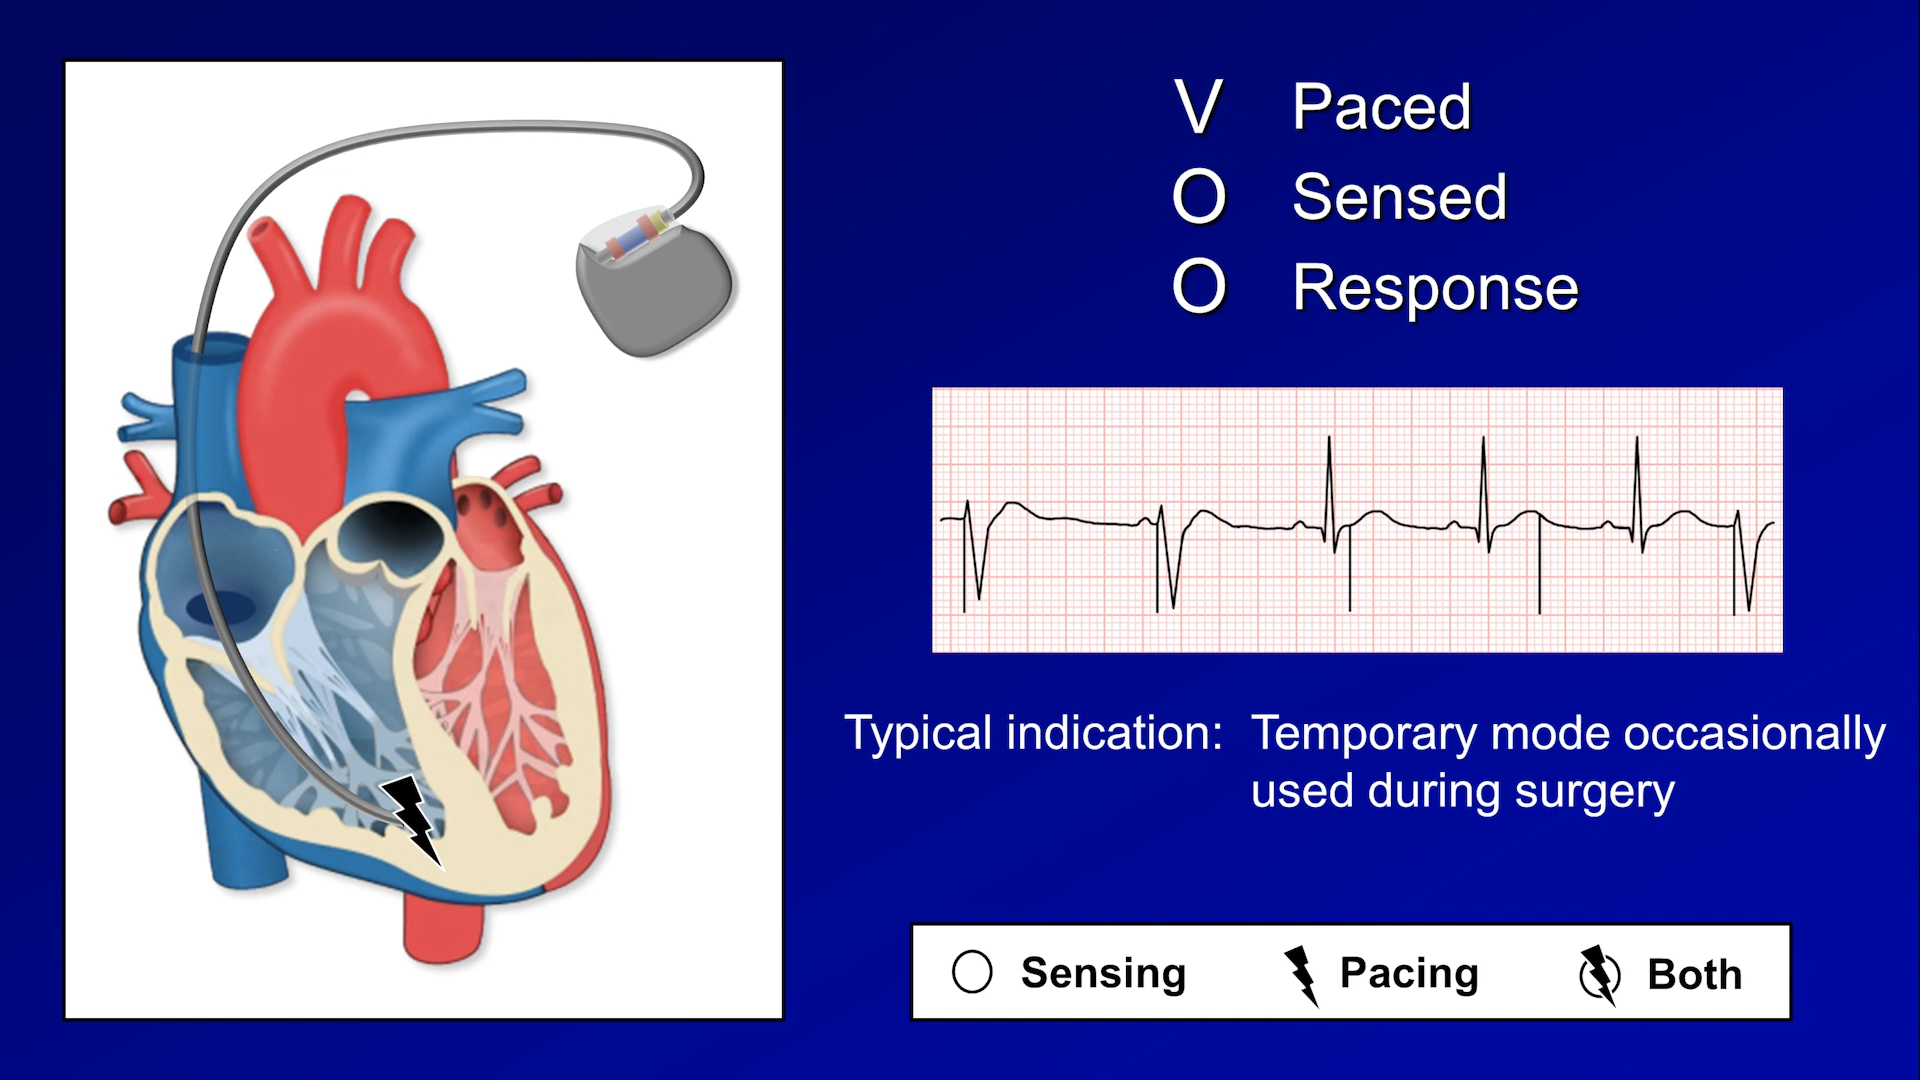 V Paced
O Sensed
O Response
Typical indication: Temporary mode occasionally
used during surgery
Sensing Pacing Both